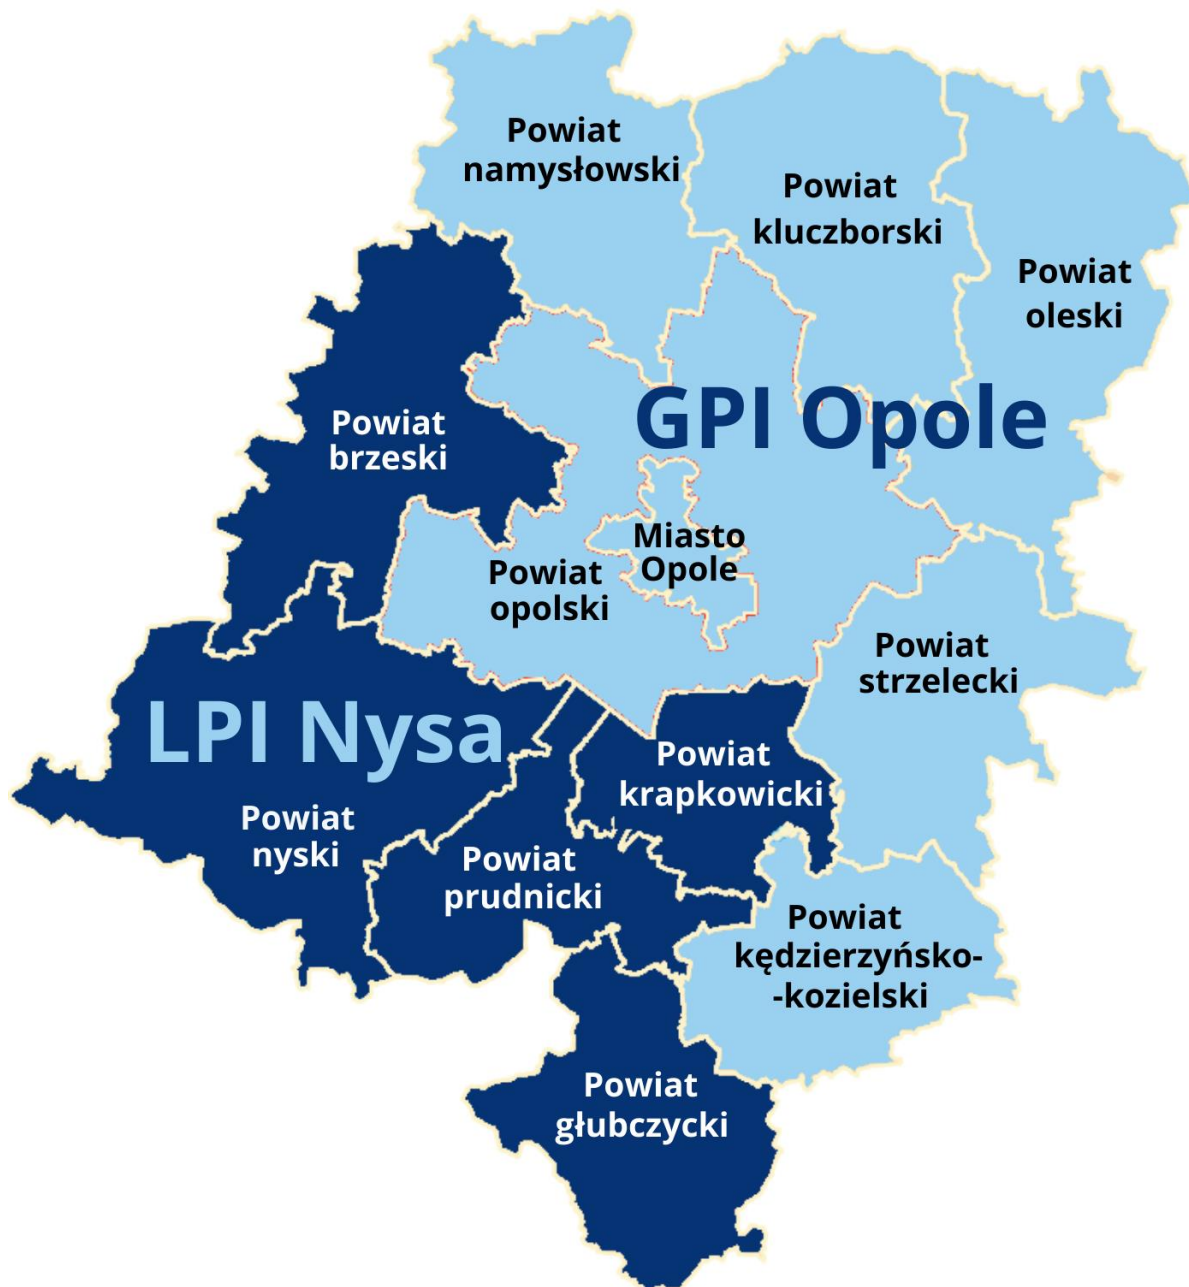 Powiat
namysłowski
Powiat
kluczborski
Powiat
oleski
GPI Opole
Powiat
brzeski
Miasto
Opole
Powiat
opolski
Powiat
strzelecki
LPI Nysa
Powiat
krapkowicki
Powiat
nyski
Powiat
prudnicki
Powiat
kędzierzyńsko-
-kozielski
Powiat
głubczycki